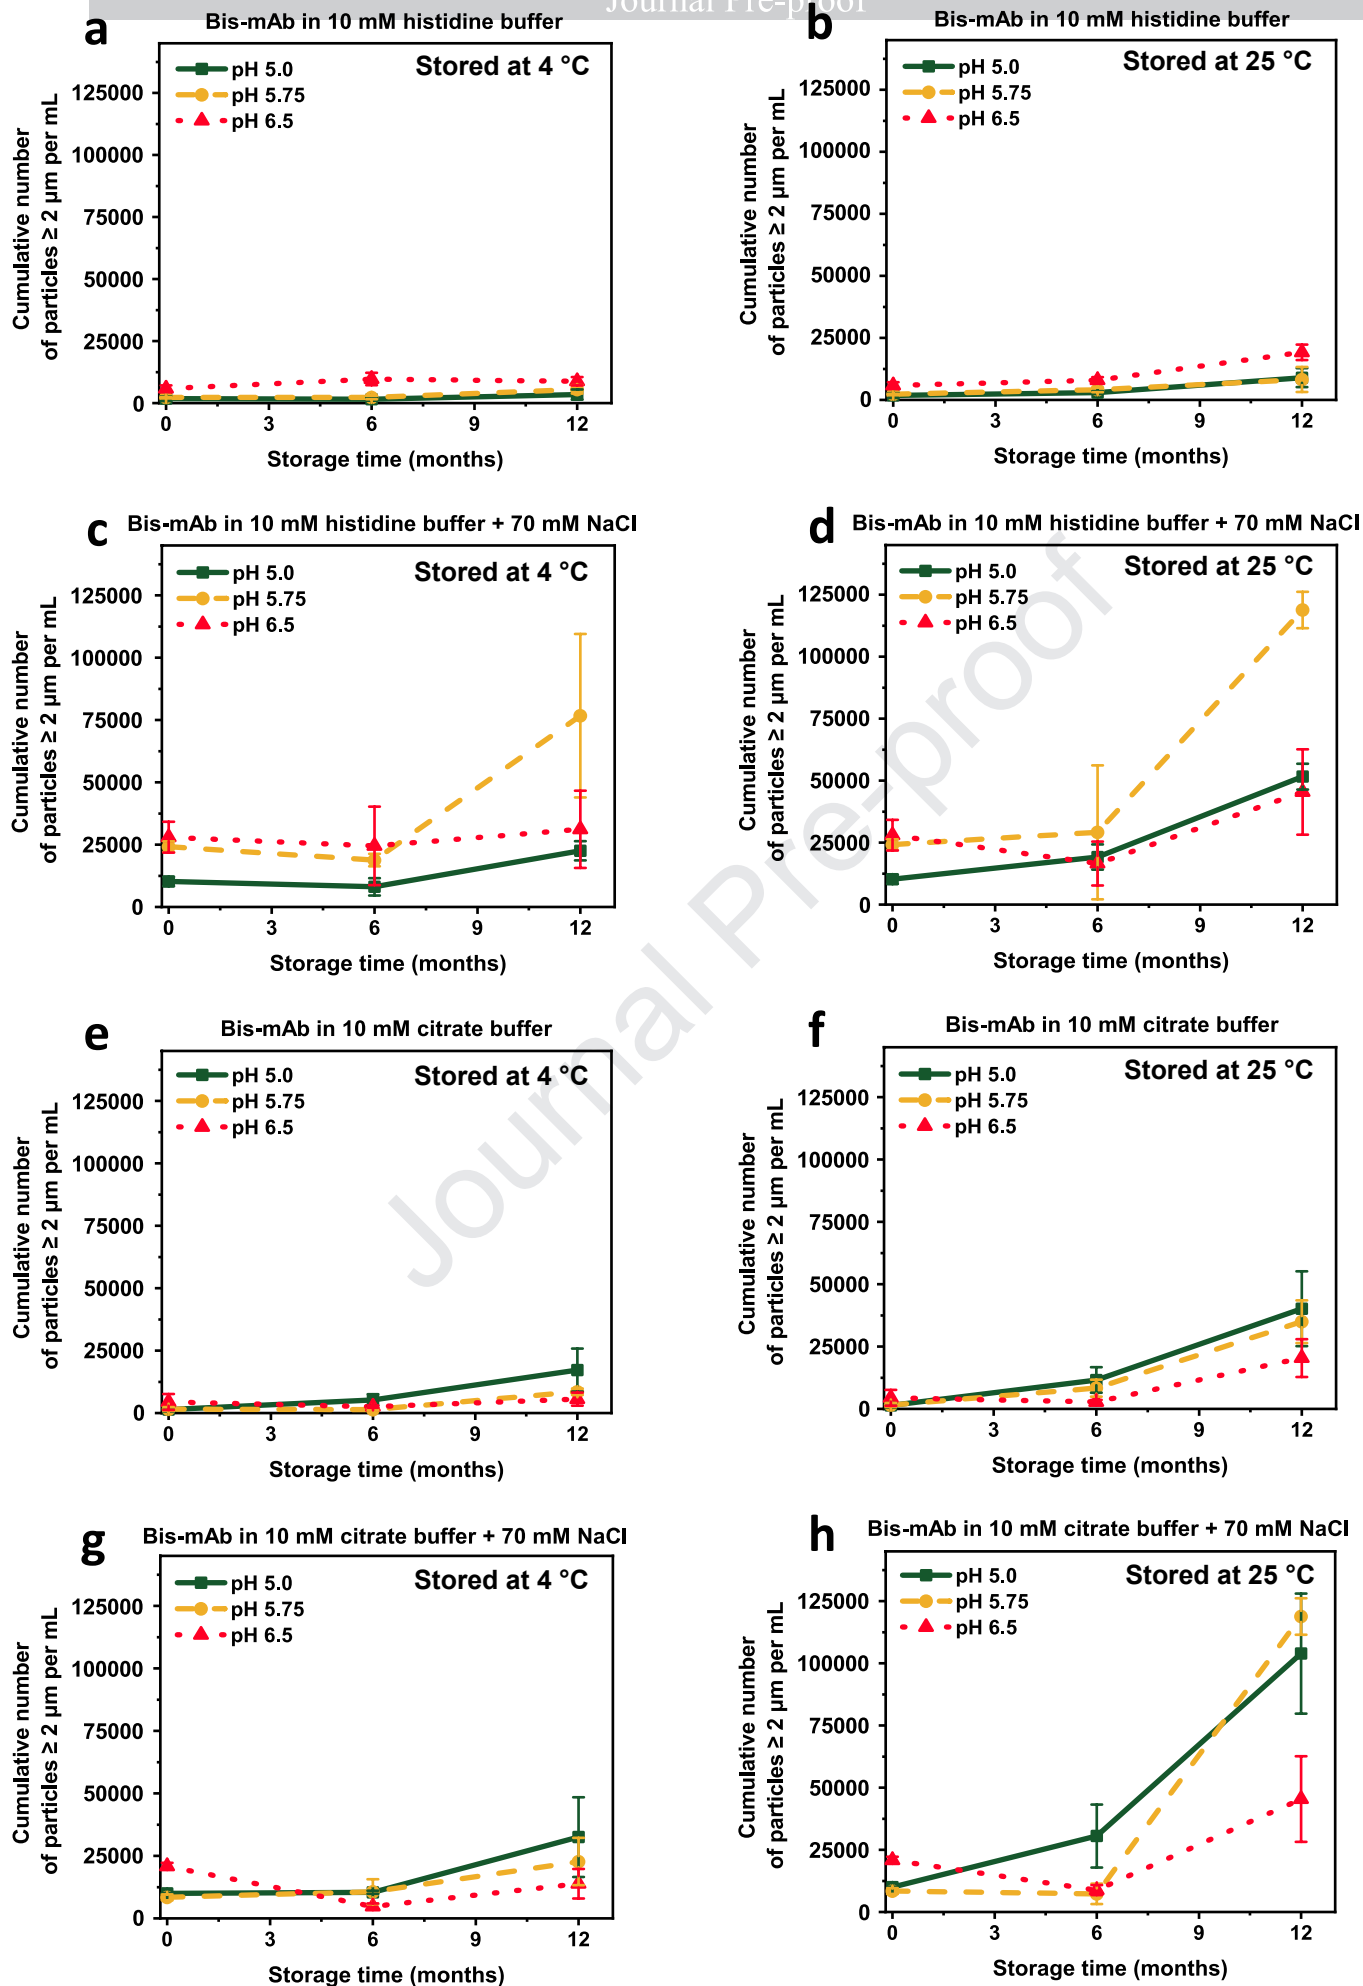 Journal Pre-proof
a
Bis-mAb in 10 mM histidine buffer
Stored at 4 °C
pH 5.0
pH 5.75
pH 6.5
Cumulative number
of particles ≥ 2 µm per mL
125000
100000
75000
50000
25000
0
0 3 6 9 12
Storage time (months)
b
Bis-mAb in 10 mM histidine buffer
Stored at 25 °C
pH 5.0
pH 5.75
pH 6.5
Cumulative number
of particles ≥ 2 µm per mL
125000
100000
75000
50000
25000
0
0 3 6 9 12
Storage time (months)
c
Bis-mAb in 10 mM histidine buffer + 70 mM NaCl
Stored at 4 °C
pH 5.0
pH 5.75
pH 6.5
Cumulative number
of particles ≥ 2 µm per mL
125000
100000
75000
50000
25000
0
0 3 6 9 12
Storage time (months)
d
Bis-mAb in 10 mM histidine buffer + 70 mM NaCl
Stored at 25 °C
pH 5.0
pH 5.75
pH 6.5
Cumulative number
of particles ≥ 2 µm per mL
125000
100000
75000
50000
25000
0
0 3 6 9 12
Storage time (months)
Journal Pre-proof
e
Bis-mAb in 10 mM citrate buffer
Stored at 4 °C
pH 5.0
pH 5.75
pH 6.5
Cumulative number
of particles ≥ 2 µm per mL
125000
100000
75000
50000
25000
0
0 3 6 9 12
Storage time (months)
f
Bis-mAb in 10 mM citrate buffer
Stored at 25 °C
pH 5.0
pH 5.75
pH 6.5
Cumulative number
of particles ≥ 2 µm per mL
125000
100000
75000
50000
25000
0
0 3 6 9 12
Storage time (months)
g
Bis-mAb in 10 mM citrate buffer + 70 mM NaCl
Stored at 4 °C
pH 5.0
pH 5.75
pH 6.5
Cumulative number
of particles ≥ 2 µm per mL
125000
100000
75000
50000
25000
0
0 3 6 9 12
Storage time (months)
h
Bis-mAb in 10 mM citrate buffer + 70 mM NaCl
Stored at 25 °C
pH 5.0
pH 5.75
pH 6.5
Cumulative number
of particles ≥ 2 µm per mL
125000
100000
75000
50000
25000
0
0 3 6 9 12
Storage time (months)